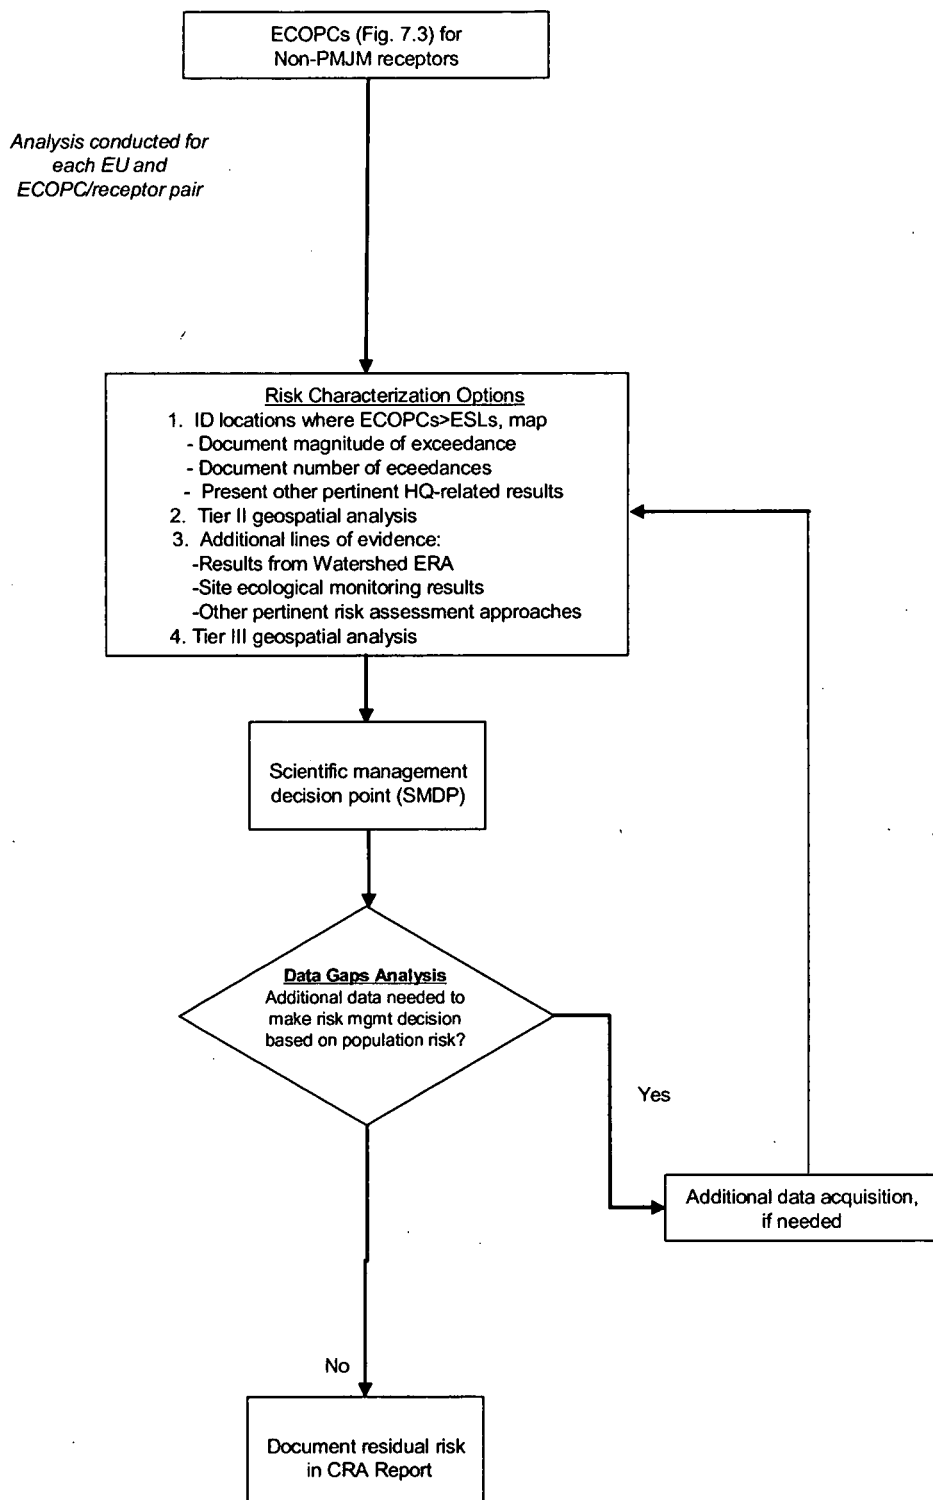 ECOPCs (Fig. 7.3) for
Non-PMJM receptors
Analysis conducted for
each EU and
ECOPC/receptor pair
Risk Characterization Options
1. ID locations where ECOPCs>ESLs, map
- Document magnitude of exceedance
- Document number of eceedances
- Present other pertinent HQ-related results
2. Tier II geospatial analysis
3. Additional lines of evidence:
-Results from Watershed ERA
-Site ecological monitoring results
-Other pertinent risk assessment approaches
4. Tier III geospatial analysis
Scientific management
decision point (SMDP)
Data Gaps Analysis
Additional data needed to
make risk mgmt decision
based on population risk?
Yes
Additional data acquisition,
if needed
No
Document residual risk
in CRA Report